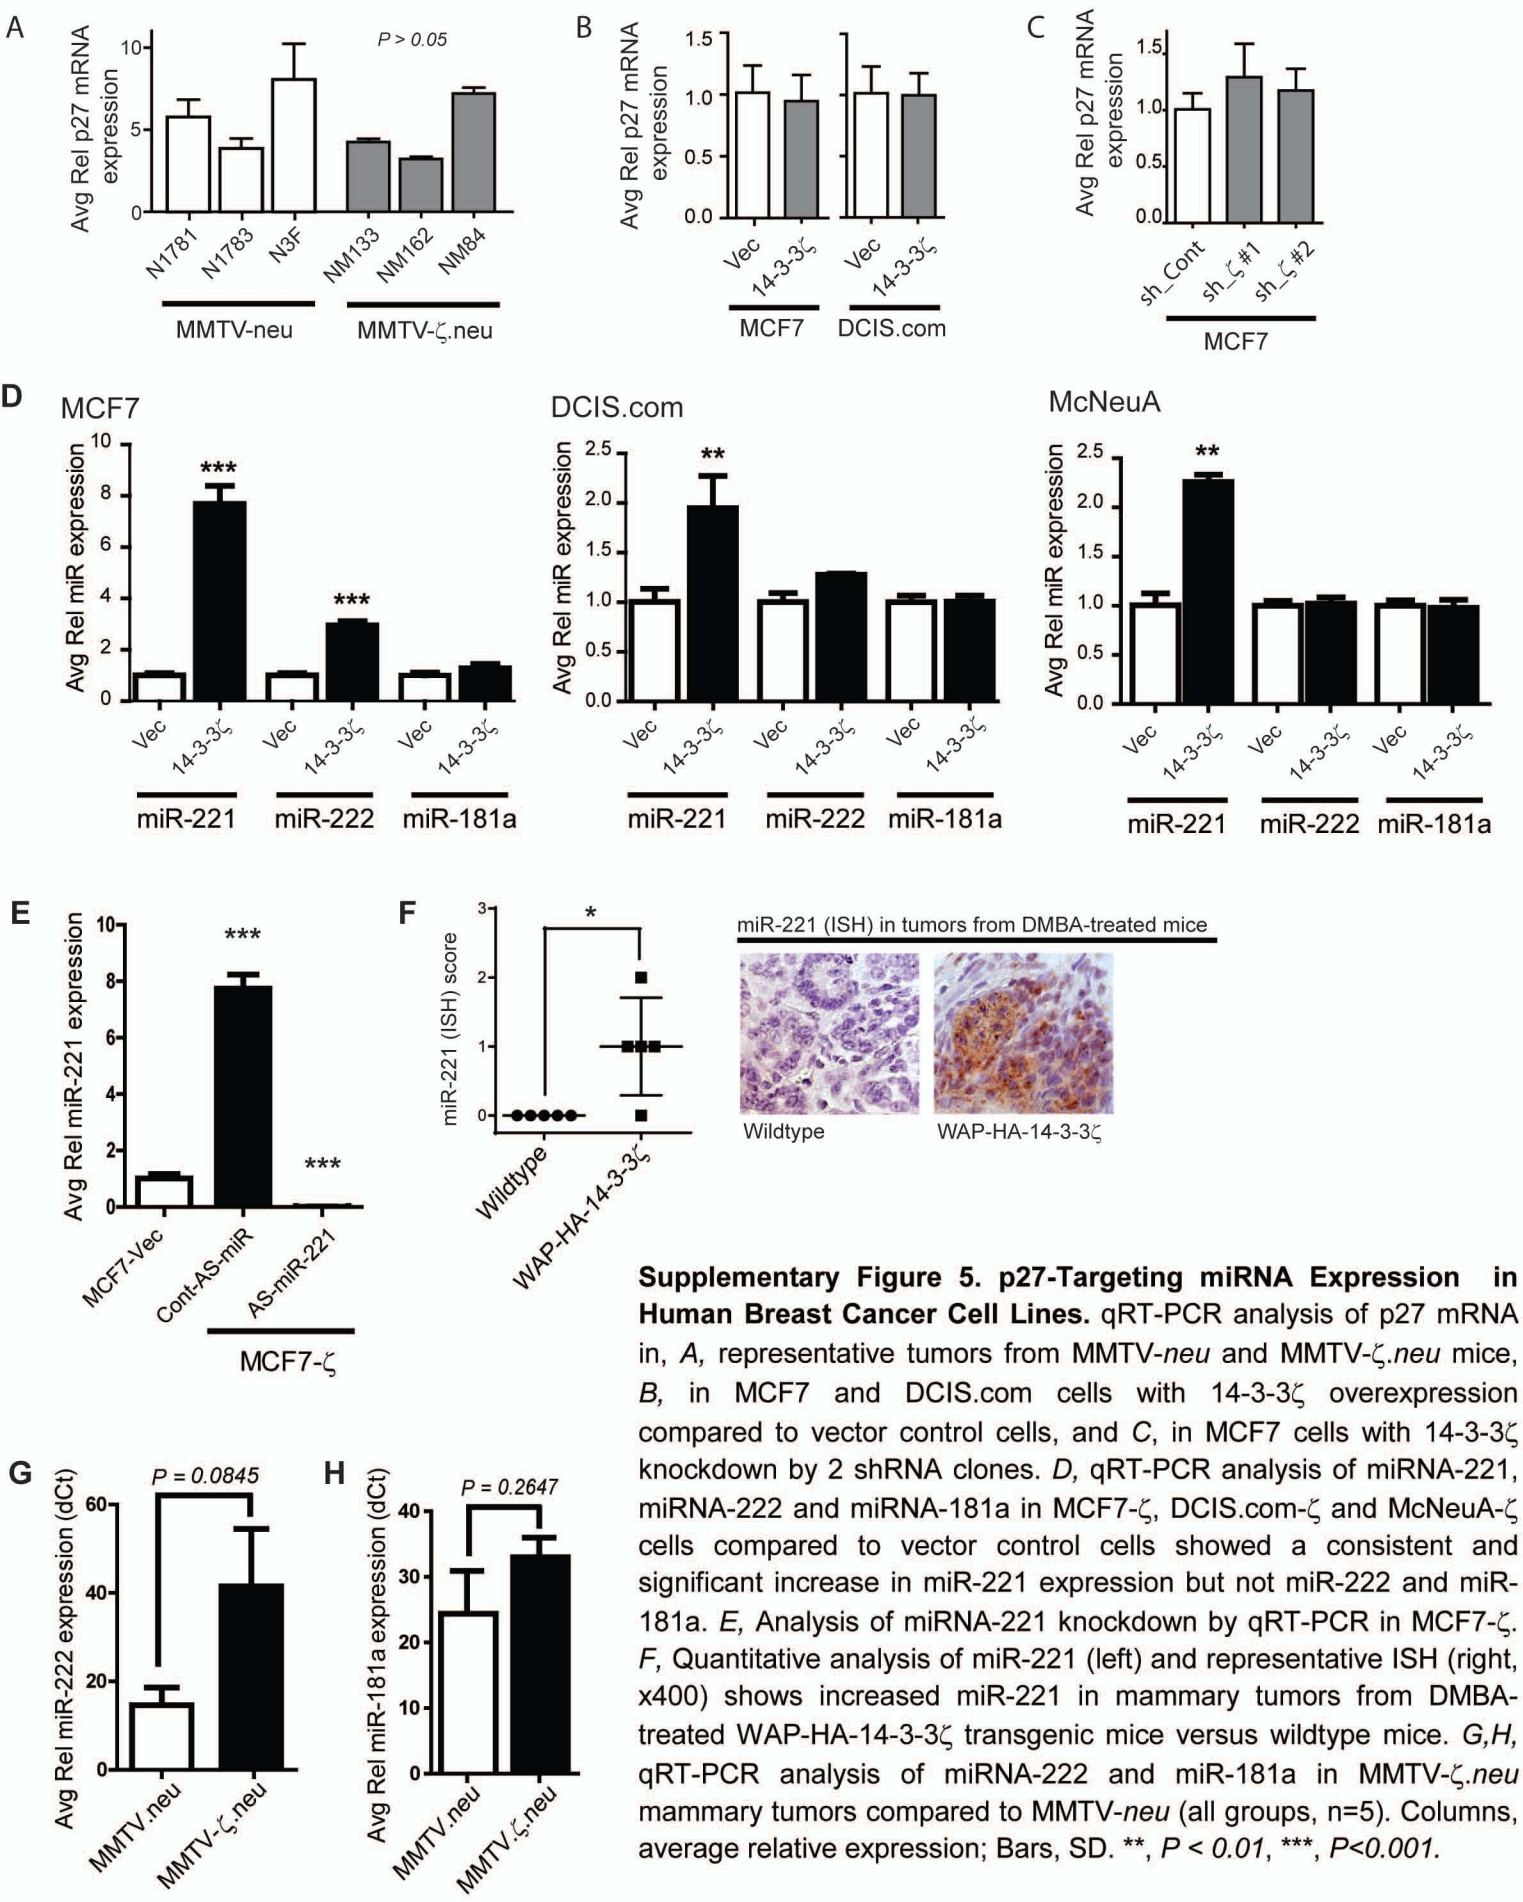 A
Avg Rel p27 mRNA
expression
10
5
0
P > 0.05
N1781
N1783
N3F
NM133
NM162
NM84
MMTV-neu
MMTV-ζ.neu
B
Avg Rel p27 mRNA
expression
1.5
1.0
0.5
0.0
Vec
14-3-3ζ
Vec
14-3-3ζ
MCF7
DCIS.com
C
Avg Rel p27 mRNA
expression
1.5
1.0
0.5
0.0
sh_Cont
sh_ζ #1
sh_ζ #2
MCF7
D
MCF7
Avg Rel miR expression
10
8
6
4
2
0
***
***
Vec
14-3-3ζ
Vec
14-3-3ζ
Vec
14-3-3ζ
miR-221
miR-222
miR-181a
DCIS.com
Avg Rel miR expression
2.5
2.0
1.5
1.0
0.5
0.0
**
Vec
14-3-3ζ
Vec
14-3-3ζ
Vec
14-3-3ζ
miR-221
miR-222
miR-181a
McNeuA
Avg Rel miR expression
2.5
2.0
1.5
1.0
0.5
0.0
**
Vec
14-3-3ζ
Vec
14-3-3ζ
Vec
14-3-3ζ
miR-221
miR-222
miR-181a
E
Avg Rel miR-221 expression
10
8
6
4
2
0
***
***
MCF7-Vec
Cont-AS-miR
AS-miR-221
MCF7-ζ
F
miR-221 (ISH) score
3
2
1
0
*
Wildtype
WAP-HA-14-3-3ζ
miR-221 (ISH) in tumors from DMBA-treated mice
Wildtype
WAP-HA-14-3-3ζ
G
Avg Rel miR-222 expression (dCt)
60
40
20
0
P = 0.0845
MMTV.neu
MMTV-ζ.neu
H
Avg Rel miR-181a expression (dCt)
40
30
20
10
0
P = 0.2647
MMTV.neu
MMTV.ζ.neu
Supplementary Figure 5. p27-Targeting miRNA Expression in
Human Breast Cancer Cell Lines. qRT-PCR analysis of p27 mRNA
in, A, representative tumors from MMTV-neu and MMTV-ζ.neu mice,
B, in MCF7 and DCIS.com cells with 14-3-3ζ overexpression
compared to vector control cells, and C, in MCF7 cells with 14-3-3ζ
knockdown by 2 shRNA clones. D, qRT-PCR analysis of miRNA-221,
miRNA-222 and miRNA-181a in MCF7-ζ, DCIS.com-ζ and McNeuA-ζ
cells compared to vector control cells showed a consistent and
significant increase in miR-221 expression but not miR-222 and miR-
181a. E, Analysis of miRNA-221 knockdown by qRT-PCR in MCF7-ζ.
F, Quantitative analysis of miR-221 (left) and representative ISH (right,
x400) shows increased miR-221 in mammary tumors from DMBA-
treated WAP-HA-14-3-3ζ transgenic mice versus wildtype mice. G,H,
qRT-PCR analysis of miRNA-222 and miR-181a in MMTV-ζ.neu
mammary tumors compared to MMTV-neu (all groups, n=5). Columns,
average relative expression; Bars, SD. **, P < 0.01, ***, P<0.001.